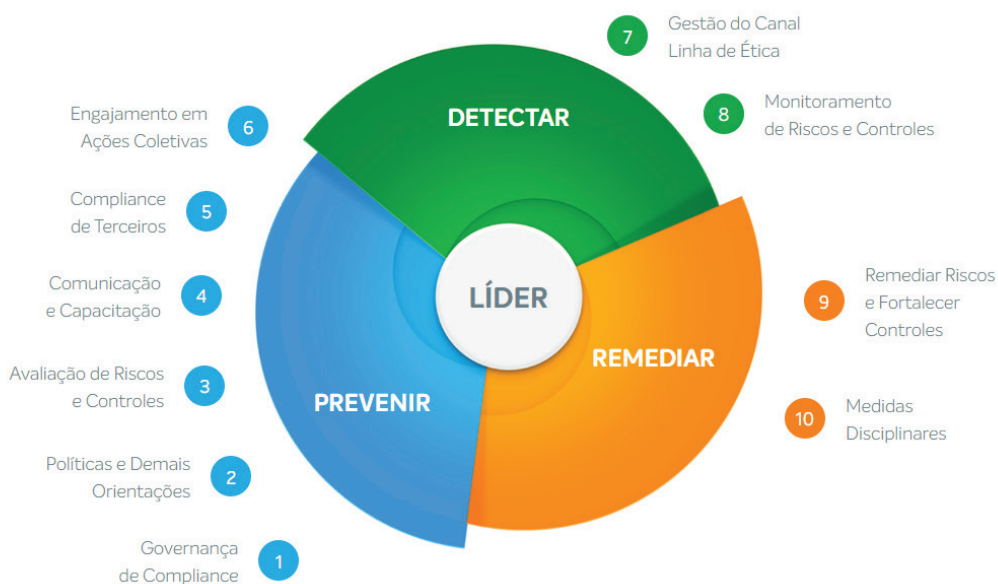 7
Gestão do Canal
Linha de Ética
DETECTAR
8
Monitoramento
de Riscos e Controles
Engajamento em
Ações Coletivas
6
Compliance
de Terceiros
5
Comunicação
e Capacitação
4
LÍDER
9
Remediar Riscos
e Fortalecer
Controles
REMEDIAR
Avaliação de Riscos
e Controles
3
PREVENIR
10
Medidas
Disciplinares
Políticas e Demais
Orientações
2
Governança
de Compliance
1